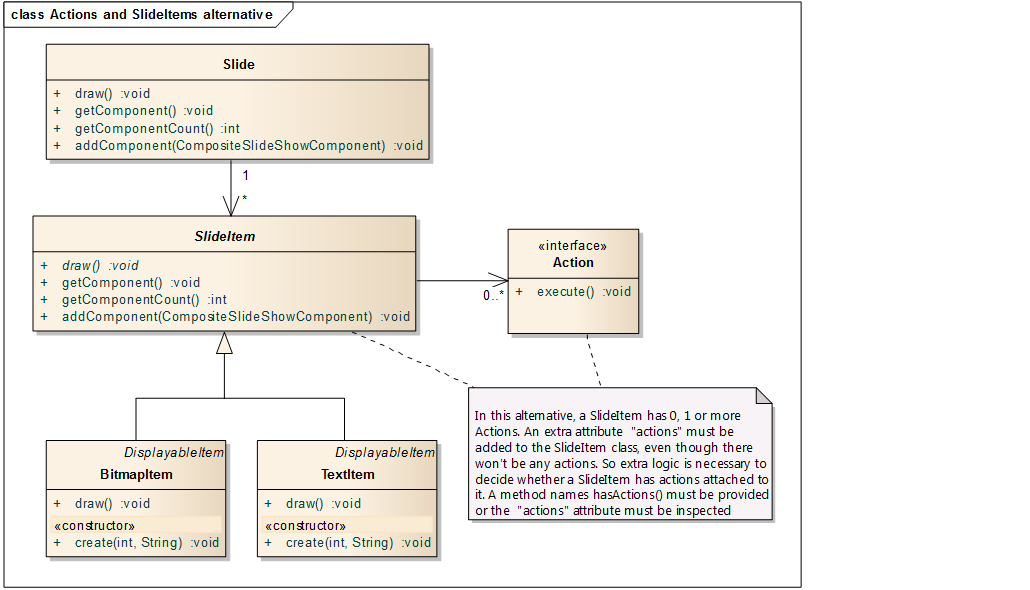 class Actions and SlideItems alternative
Slide
+ draw() :void
+ getComponent() :void
+ getComponentCount() :int
+ addComponent(CompositeSlideShowComponent) :void
1
*
SlideItem
+ draw() :void
+ getComponent() :void
+ getComponentCount() :int
+ addComponent(CompositeSlideShowComponent) :void
0..*
«interface»
Action
+ execute() :void
DisplayableItem
BitmapItem
+ draw() :void
«constructor»
+ create(int, String) :void
DisplayableItem
TextItem
+ draw() :void
«constructor»
+ create(int, String) :void
In this alternative, a SlideItem has 0, 1 or more
Actions. An extra attribute "actions" must be
added to the SlideItem class, even though there
won't be any actions. So extra logic is necessary to
decide whether a SlideItem has actions attached to
it. A method names hasActions() must be provided
or the "actions" attribute must be inspected